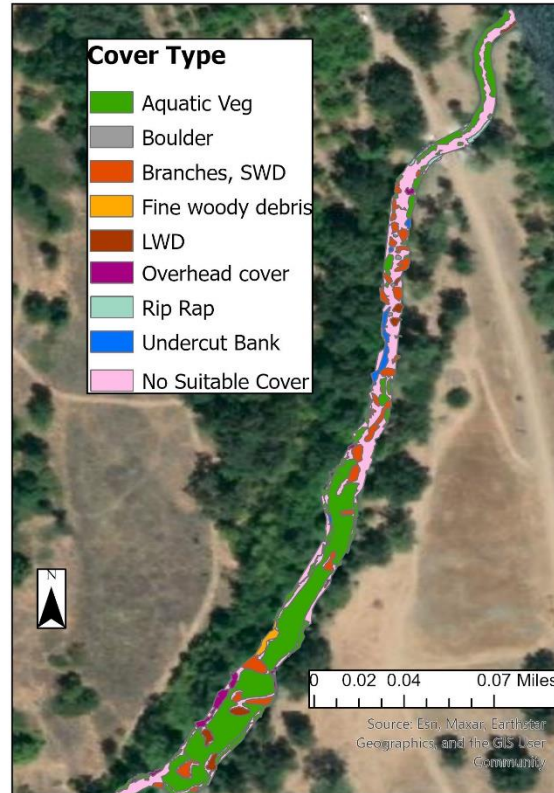 Cover Type
Aquatic Veg
Boulder
Branches, SWD
Fine woody debris
LWD
Overhead cover
Rip Rap
Undercut Bank
No Suitable Cover
N
0 0.02 0.04 0.07 Miles
Source: Esri, Maxar, Earthstar
Geographics, and the GIS User
Community